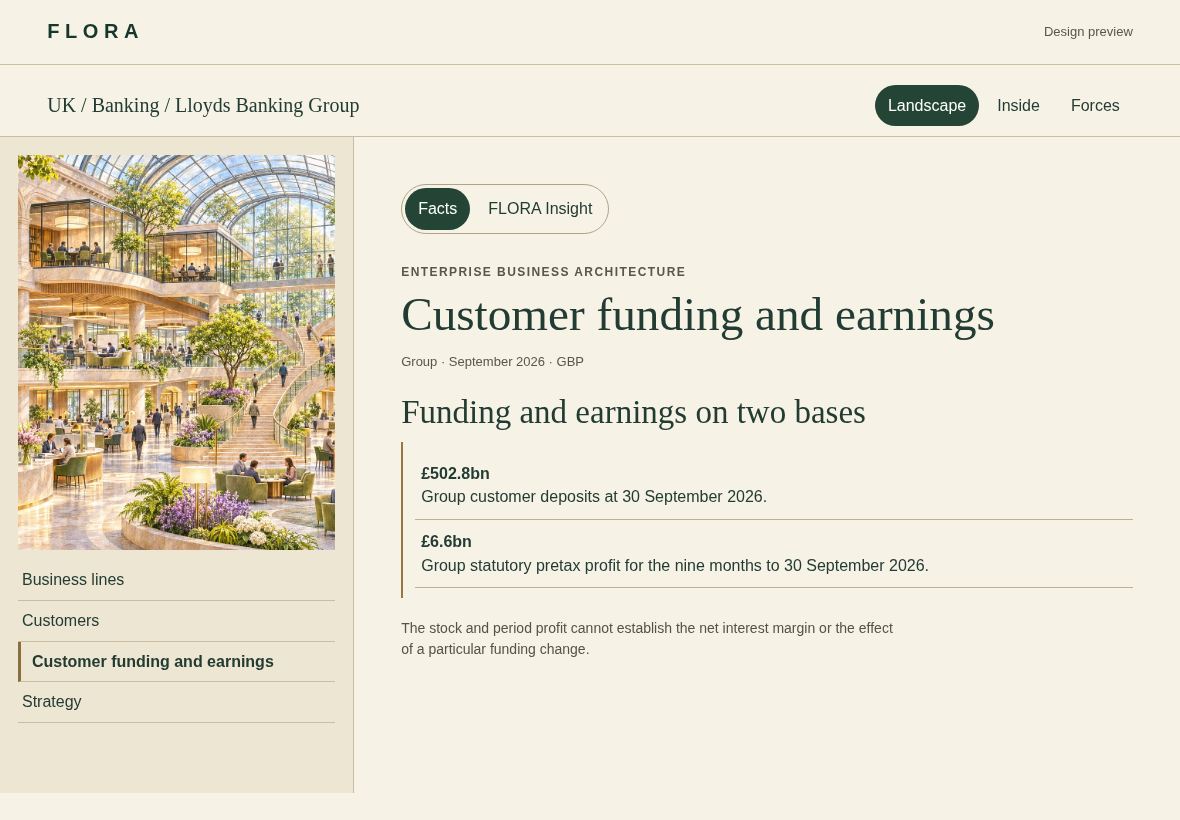 FLORA
Design preview
UK / Banking / Lloyds Banking Group
Landscape
Inside
Forces
Business lines
Customers
Customer funding and earnings
Strategy
Facts
FLORA Insight
ENTERPRISE BUSINESS ARCHITECTURE
Customer funding and earnings
Group · September 2026 · GBP
Funding and earnings on two bases
£502.8bn
Group customer deposits at 30 September 2026.
£6.6bn
Group statutory pretax profit for the nine months to 30 September 2026.
The stock and period profit cannot establish the net interest margin or the effect
of a particular funding change.